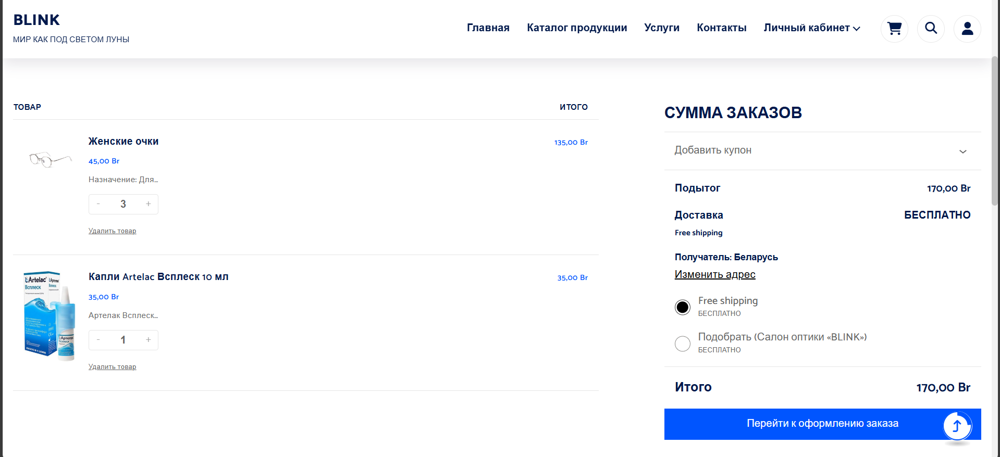 BLINK
МИР КАК ПОД СВЕТОМ ЛУНЫ
Главная
Каталог продукции
Услуги
Контакты
Личный кабинет
ТОВАР
ИТОГО
Женские очки
135,00 Br
45,00 Br
Назначение: Для...
- 3 +
Удалить товар
Капли Artelac Всплеск 10 мл
35,00 Br
35,00 Br
Артелак Всплеск...
- 1 +
Удалить товар
Artelac
Всплеск
BAUSCH+LOMB
Артелак
Всплеск
СУММА ЗАКАЗОВ
Добавить купон
Подытог 170,00 Br
Доставка БЕСПЛАТНО
Free shipping
Получатель: Беларусь
Изменить адрес
Free shipping
БЕСПЛАТНО
Подобрать (Салон оптики «BLINK»)
БЕСПЛАТНО
Итого 170,00 Br
Перейти к оформлению заказа